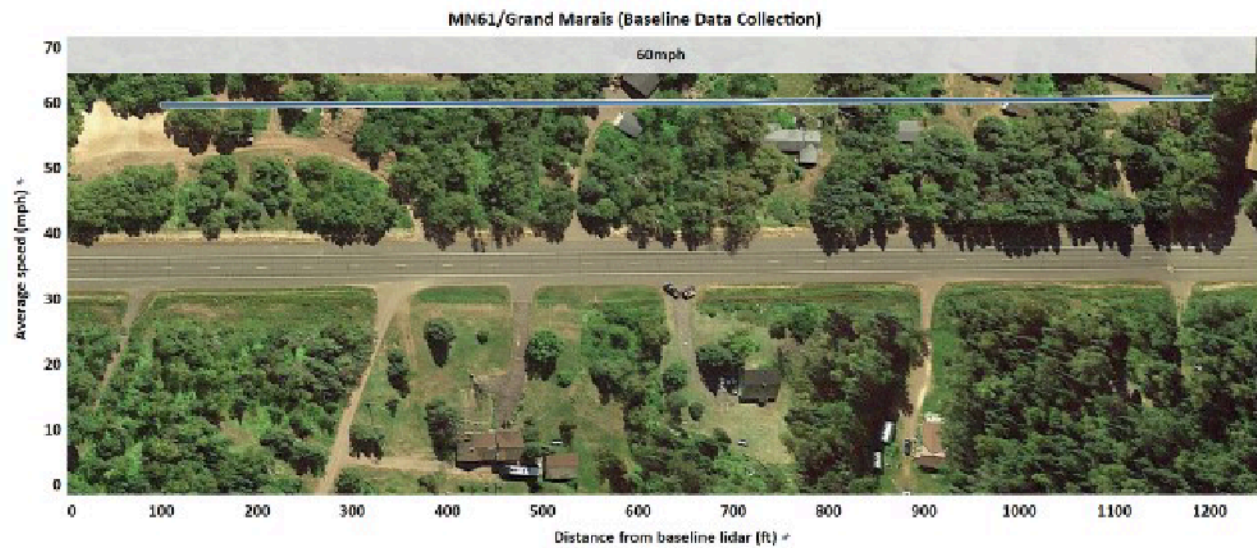 MN61/Grand Marais (Baseline Data Collection)
60mph
70
60
50
40
30
20
10
0
Average speed (mph)
0 100 200 300 400 500 600 700 800 900 1000 1100 1200
Distance from baseline lidar (ft)